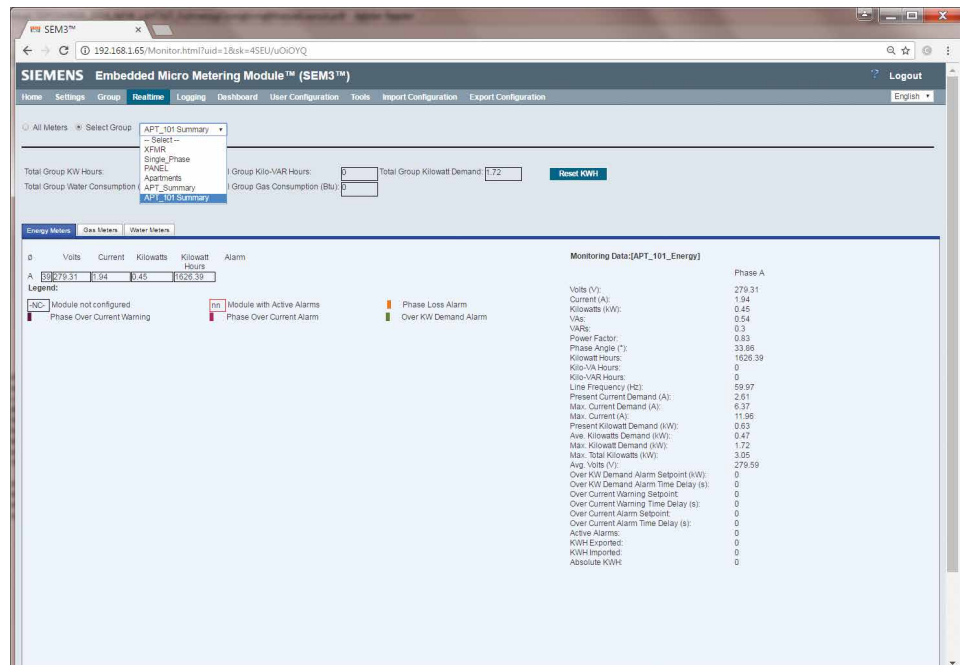 SEM3™
192.168.1.65/Monitor.html?uid=1&sk=4SEU/uOiOYQ
SIEMENS Embedded Micro Metering Module™ (SEM3™) ? Logout
Home Settings Group Realtime Logging Dashboard User Configuration Tools Import Configuration Export Configuration English
All Meters Select Group APT_101 Summary
-- Select --
XFMR
Single_Phase
PANEL
Apartments
APT_Summary
APT_101 Summary
Total Group KW Hours: l Group Kilo-VAR Hours: 0 Total Group Kilowatt Demand: 1.72 Reset KWH
Total Group Water Consumption ( l Group Gas Consumption (Btu): 0
Energy Meters Gas Meters Water Meters
Ø Volts Current Kilowatts Kilowatt Hours Alarm
A 39 279.31 1.94 0.45 1626.39
Legend:
-NC- Module not configured nn Module with Active Alarms Phase Loss Alarm
Phase Over Current Warning Phase Over Current Alarm Over KW Demand Alarm
Monitoring Data:[APT_101_Energy]
Phase A
Volts (V): 279.31
Current (A): 1.94
Kilowatts (kW): 0.45
VAs: 0.54
VARs: 0.3
Power Factor: 0.83
Phase Angle (°): 33.86
Kilowatt Hours: 1626.39
Kilo-VA Hours: 0
Kilo-VAR Hours: 0
Line Frequency (Hz): 59.97
Present Current Demand (A): 2.61
Max. Current Demand (A): 6.37
Max. Current (A): 11.96
Present Kilowatt Demand (kW): 0.63
Ave. Kilowatts Demand (kW): 0.47
Max. Kilowatt Demand (kW): 1.72
Max. Total Kilowatts (kW): 3.05
Avg. Volts (V): 279.59
Over KW Demand Alarm Setpoint (kW): 0
Over KW Demand Alarm Time Delay (s): 0
Over Current Warning Setpoint: 0
Over Current Warning Time Delay (s): 0
Over Current Alarm Setpoint: 0
Over Current Alarm Time Delay (s): 0
Active Alarms: 0
KWH Exported: 0
KWH Imported: 0
Absolute KWH: 0